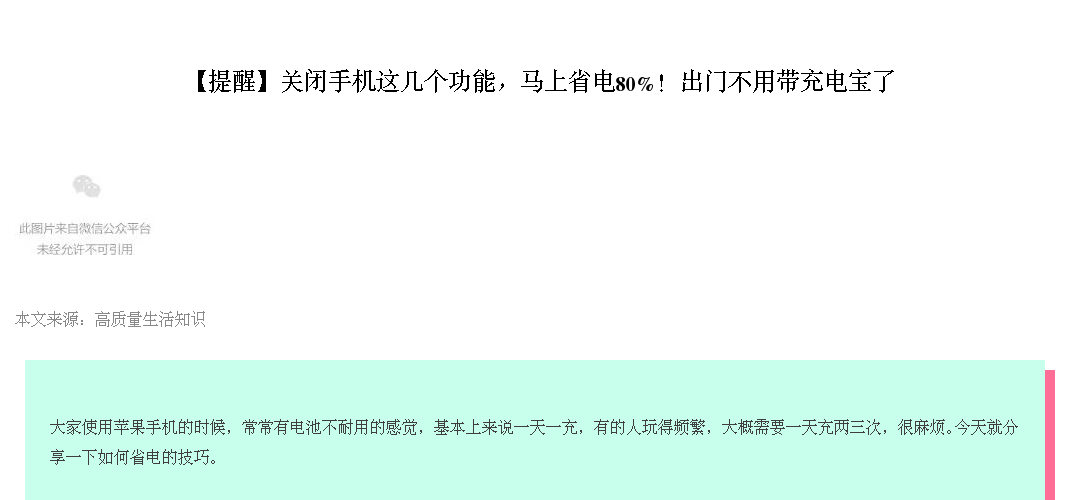 【提醒】关闭手机这几个功能，马上省电80%！出门不用带充电宝了
此图片来自微信公众平台
未经允许不可引用
本文来源：高质量生活知识
大家使用苹果手机的时候，常常有电池不耐用的感觉，基本上来说一天一充，有的人玩得频繁，大概需要一天充两三次，很麻烦。今天就分
享一下如何省电的技巧。